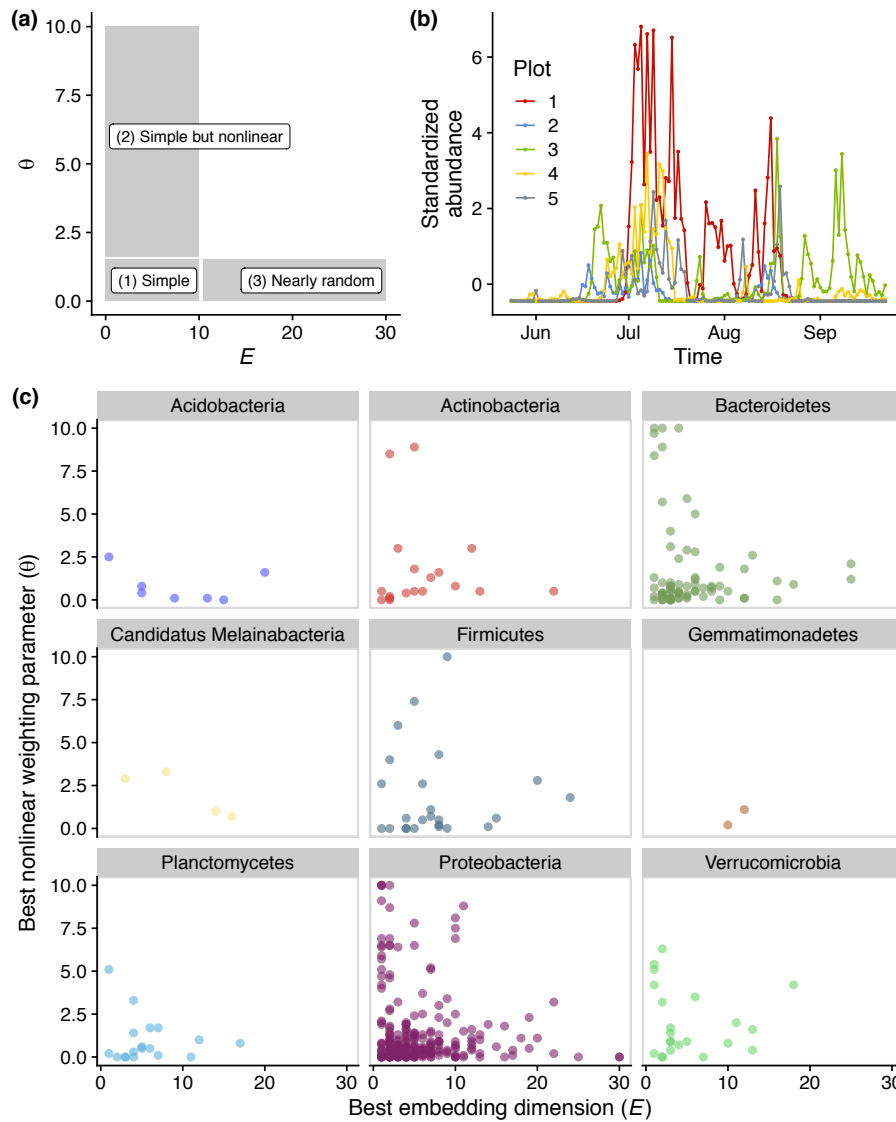 (a)
10.0
7.5
5.0
2.5
0.0
θ
(2) Simple but nonlinear
(1) Simple
(3) Nearly random
0
10
20
30
E
(b)
Standardized
abundance
6
4
2
0
Plot
1
2
3
4
5
Jun
Jul
Aug
Sep
Time
(c)
Best nonlinear weighting parameter (θ)
Acidobacteria
Actinobacteria
Bacteroidetes
10.0
7.5
5.0
2.5
0.0
Candidatus Melainabacteria
Firmicutes
Gemmatimonadetes
10.0
7.5
5.0
2.5
0.0
Planctomycetes
Proteobacteria
Verrucomicrobia
10.0
7.5
5.0
2.5
0.0
0 10 20 30 0 10 20 30 0 10 20 30
Best embedding dimension (E)